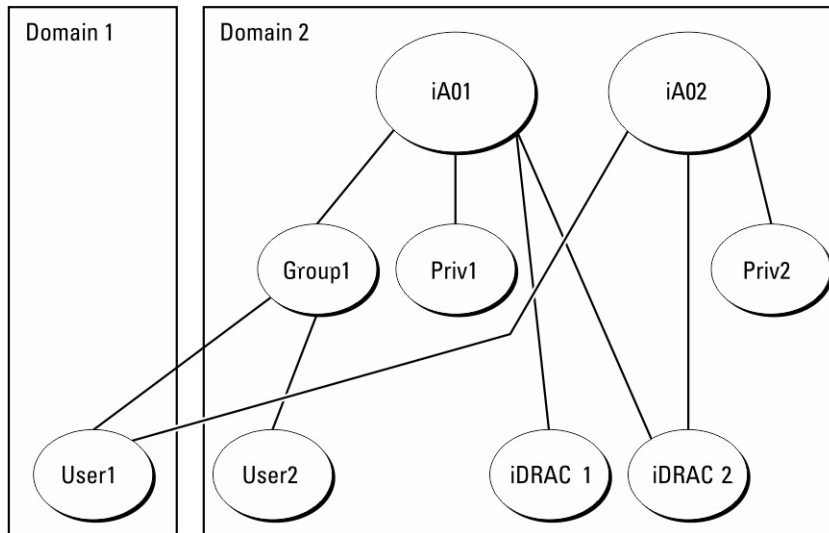 Domain 1
Domain 2
iA01
iA02
Group1
Priv1
Priv2
User1
User2
iDRAC 1
iDRAC 2